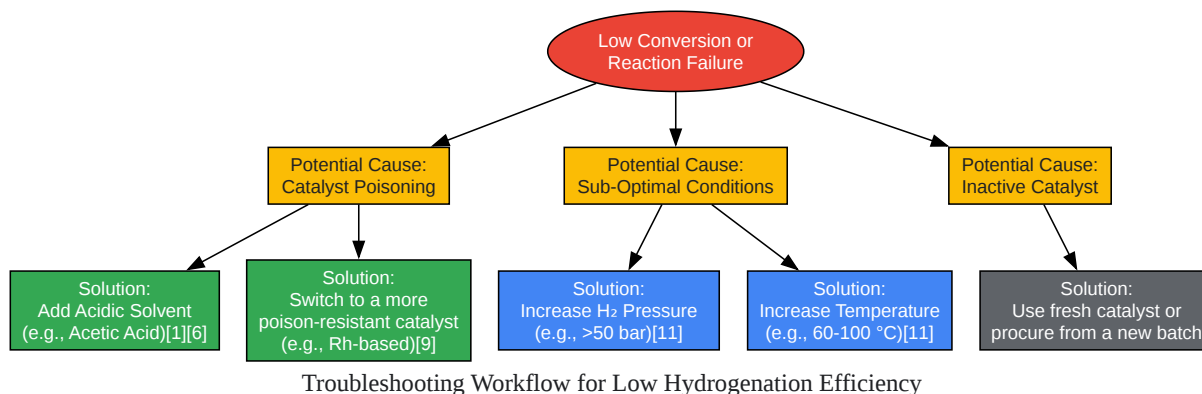 Low Conversion or
Reaction Failure
Potential Cause:
Catalyst Poisoning
Potential Cause:
Sub-Optimal Conditions
Potential Cause:
Inactive Catalyst
Solution:
Add Acidic Solvent
(e.g., Acetic Acid)[1][6]
Solution:
Switch to a more
poison-resistant catalyst
(e.g., Rh-based)[9]
Solution:
Increase H₂ Pressure
(e.g., >50 bar)[11]
Solution:
Increase Temperature
(e.g., 60-100 °C)[11]
Solution:
Use fresh catalyst or
procure from a new batch
Troubleshooting Workflow for Low Hydrogenation Efficiency